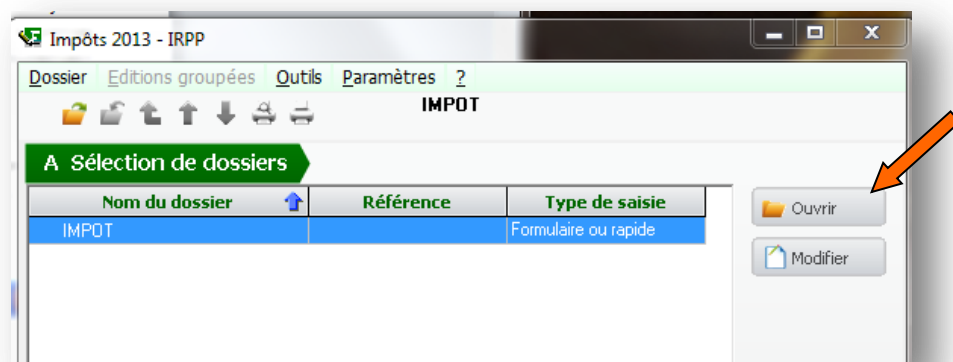 Impôts 2013 - IRPP
Dossier Editions groupées Outils Paramètres ?
IMPOT
A Sélection de dossiers
Nom du dossier Référence Type de saisie
IMPOT Formulaire ou rapide
Ouvrir
Modifier